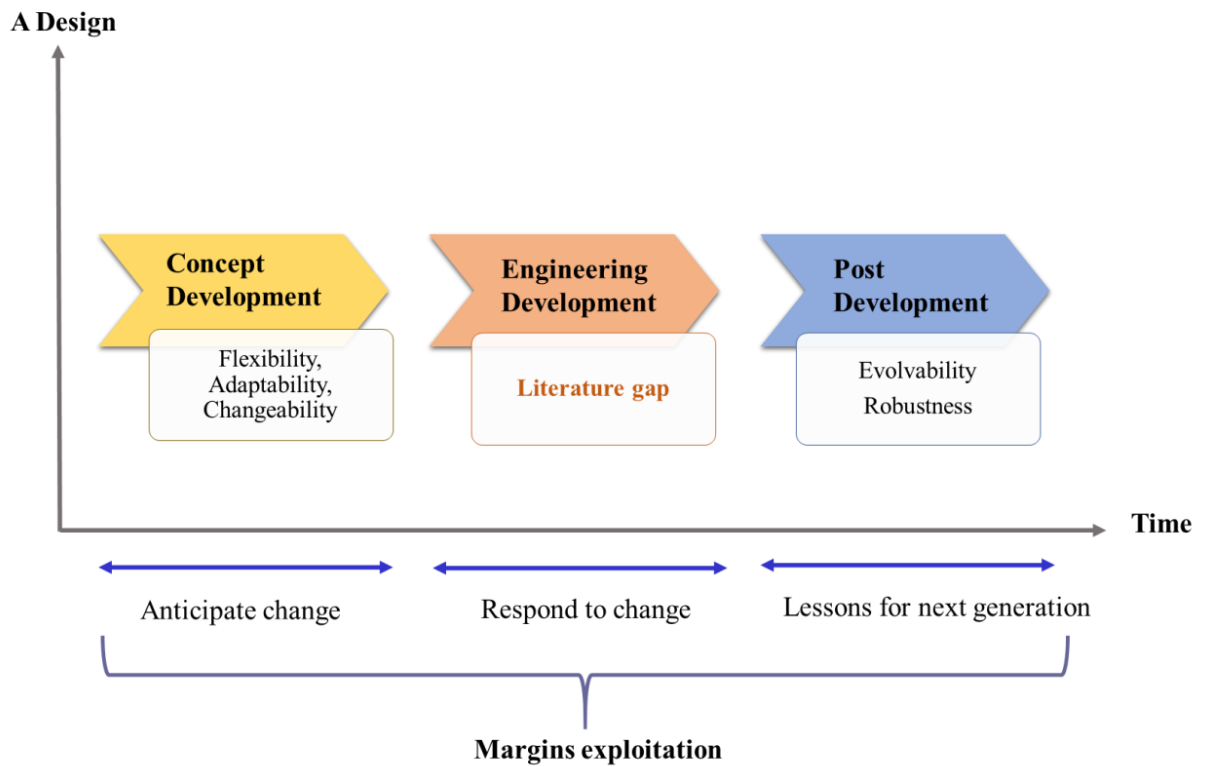 A Design
Concept
Development
Flexibility,
Adaptability,
Changeability
Engineering
Development
Literature gap
Post
Development
Evolvability
Robustness
Time
Anticipate change
Respond to change
Lessons for next generation
Margins exploitation